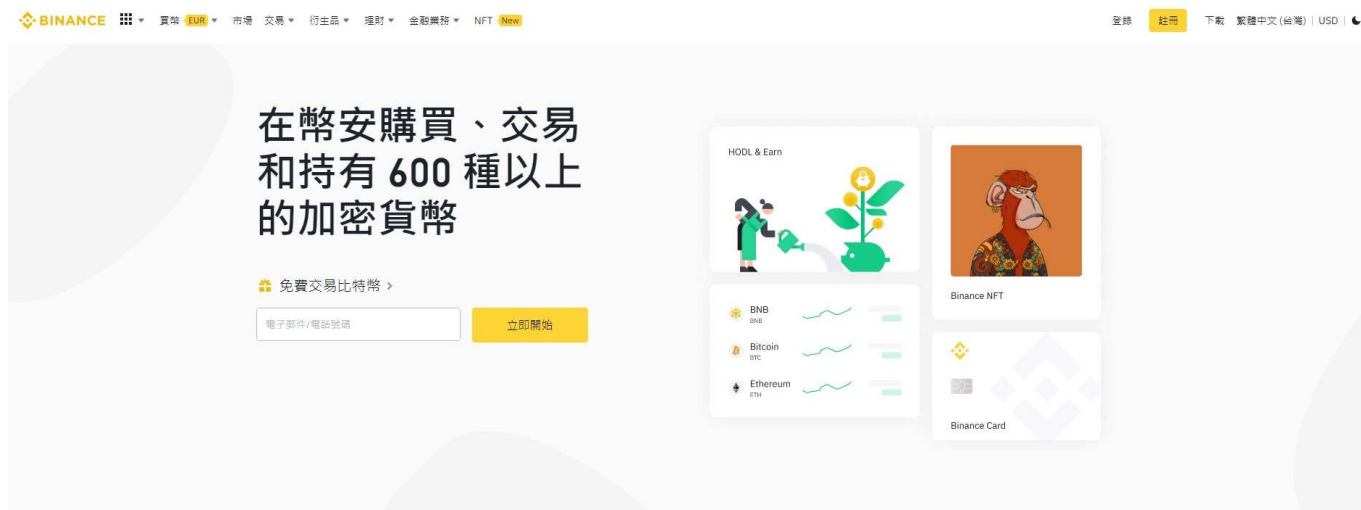 BINANCE 買幣 EUR 市場 交易 衍生品 理財 金融業務 NFT New 登錄 註冊 下載 繁體中文 (台灣) | USD |
在幣安購買、交易
和持有 600 種以上
的加密貨幣
免費交易比特幣
電子郵件/電話號碼
立即開始
HODL & Earn
BNB
BNB
Bitcoin
BTC
Ethereum
ETH
Binance NFT
Binance Card